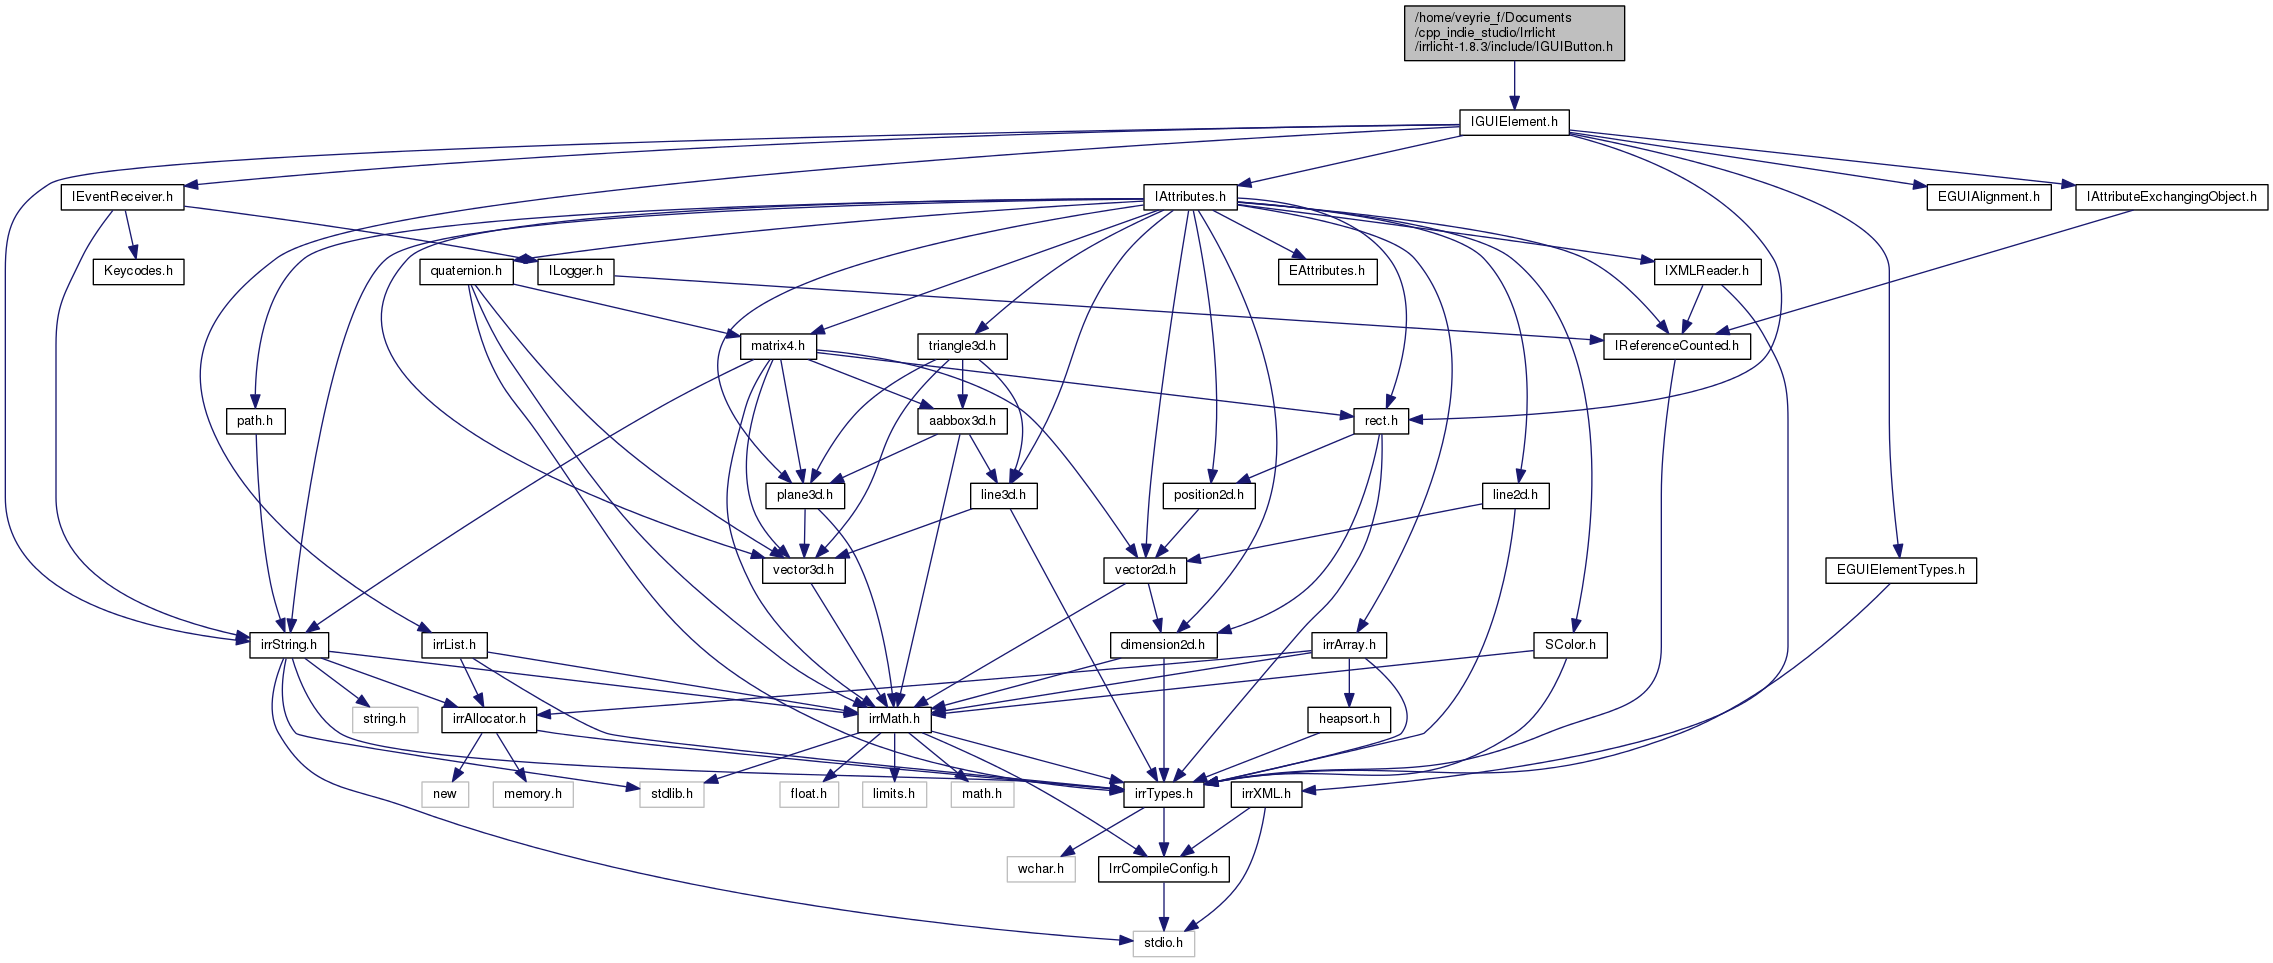 /home/veyrie_f/Documents
/cpp_indie_studio/Irrlicht
/irrlicht-1.8.3/include/IGUIButton.h
IGUIElement.h
IEventReceiver.h
IAttributes.h
EGUIAlignment.h
IAttributeExchangingObject.h
Keycodes.h
quaternion.h
ILogger.h
EAttributes.h
IXMLReader.h
matrix4.h
triangle3d.h
IReferenceCounted.h
path.h
aabbox3d.h
rect.h
plane3d.h
line3d.h
position2d.h
line2d.h
vector3d.h
vector2d.h
EGUIElementTypes.h
irrString.h
irrList.h
dimension2d.h
irrArray.h
SColor.h
string.h
irrAllocator.h
irrMath.h
heapsort.h
new
memory.h
stdlib.h
float.h
limits.h
math.h
irrTypes.h
irrXML.h
wchar.h
IrrCompileConfig.h
stdio.h